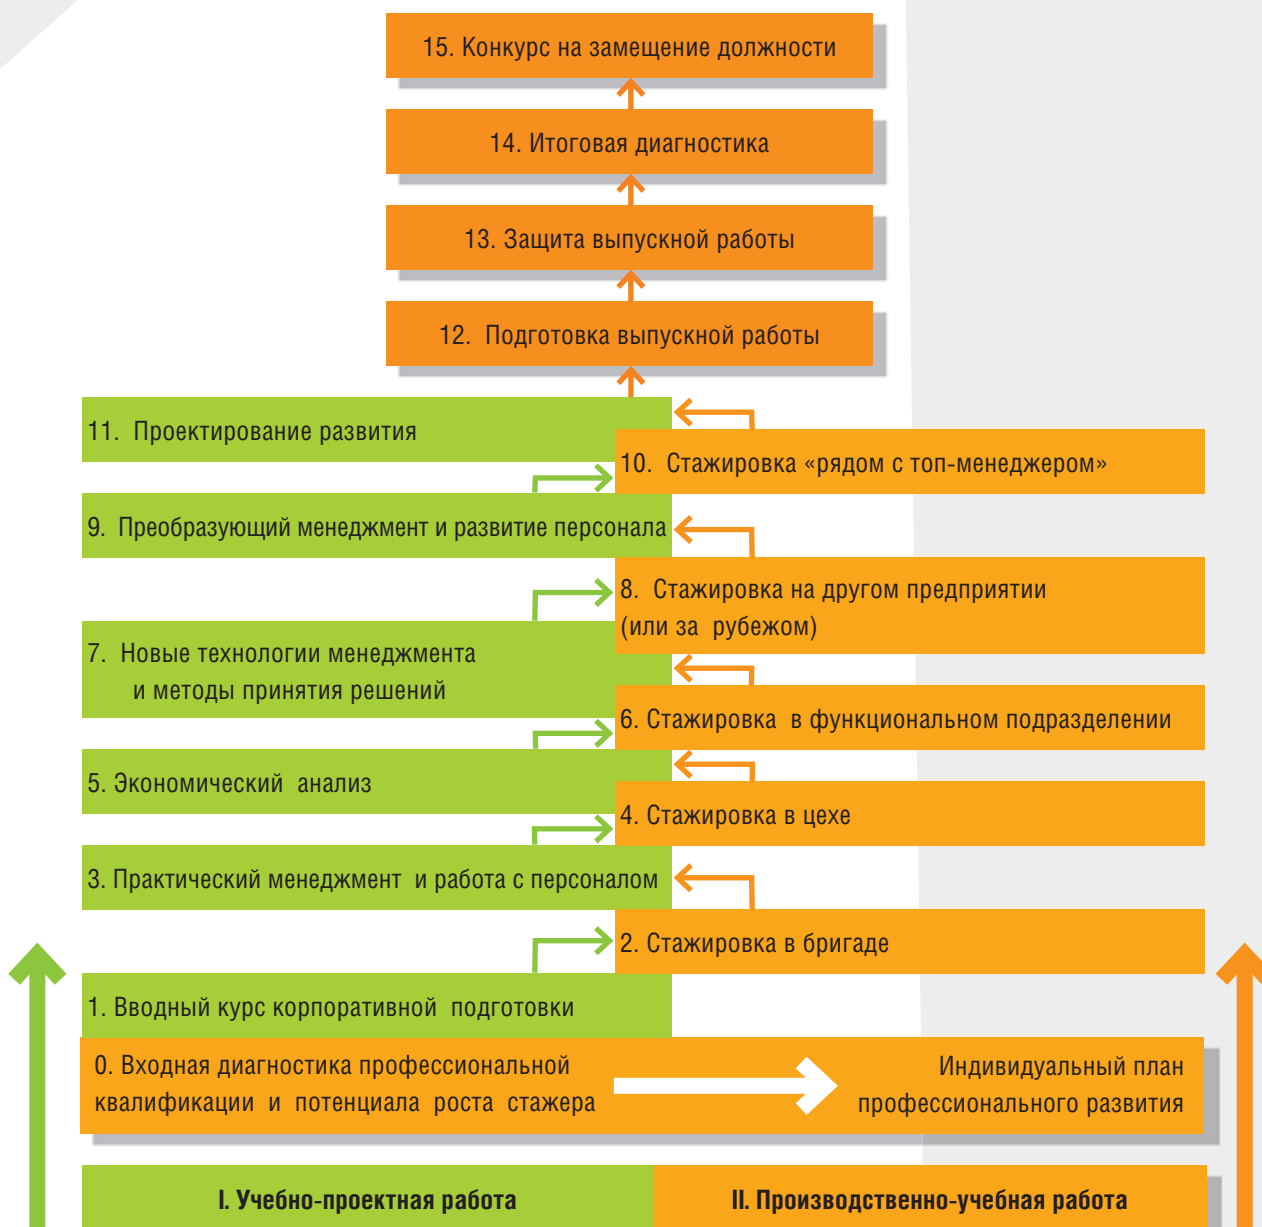 15. Конкурс на замещение должности
14. Итоговая диагностика
13. Защита выпускной работы
12. Подготовка выпускной работы
11. Проектирование развития
10. Стажировка «рядом с топ-менеджером»
9. Преобразующий менеджмент и развитие персонала
8. Стажировка на другом предприятии
(или за рубежом)
7. Новые технологии менеджмента
и методы принятия решений
6. Стажировка в функциональном подразделении
5. Экономический анализ
4. Стажировка в цехе
3. Практический менеджмент и работа с персоналом
2. Стажировка в бригаде
1. Вводный курс корпоративной подготовки
0. Входная диагностика профессиональной
квалификации и потенциала роста стажера
Индивидуальный план
профессионального развития
I. Учебно-проектная работа
II. Производственно-учебная работа